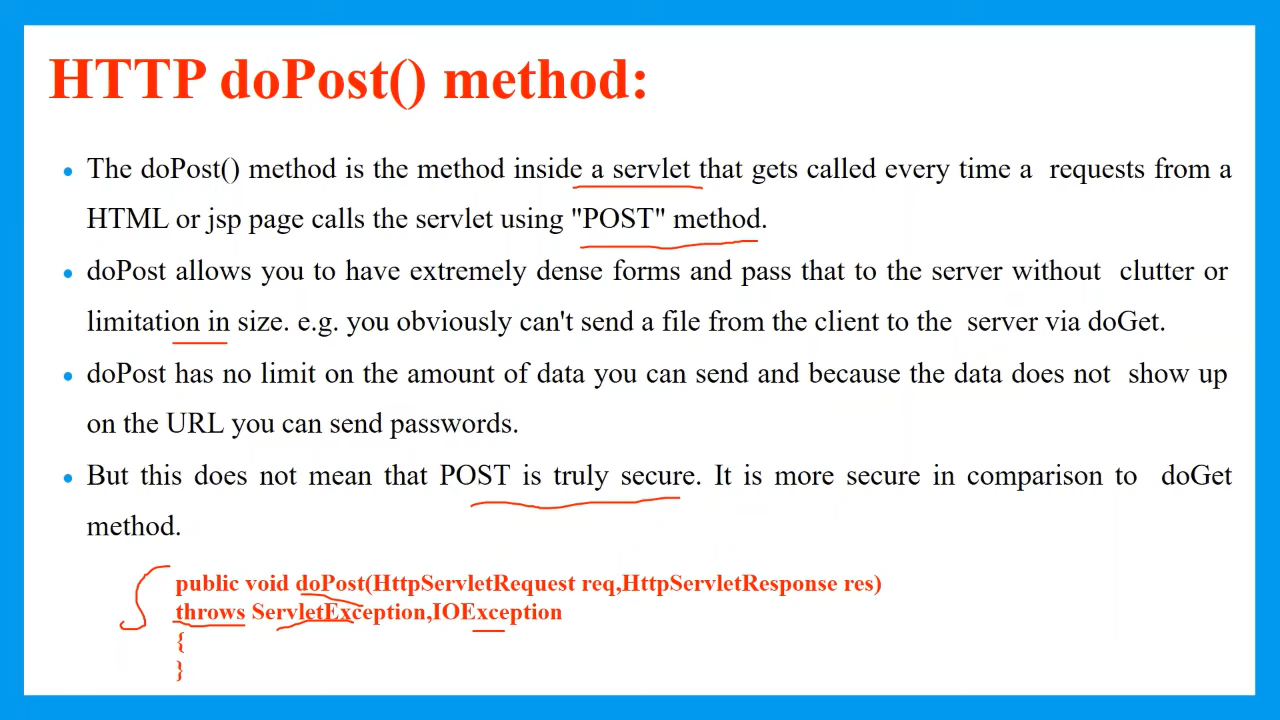 HTTP doPost() method:
The doPost() method is the method inside a servlet that gets called every time a requests from a
HTML or jsp page calls the servlet using "POST" method.
doPost allows you to have extremely dense forms and pass that to the server without clutter or
limitation in size. e.g. you obviously can't send a file from the client to the server via doGet.
doPost has no limit on the amount of data you can send and because the data does not show up
on the URL you can send passwords.
But this does not mean that POST is truly secure. It is more secure in comparison to doGet
method.
public void doPost(HttpServletRequest req,HttpServletResponse res)
throws ServletException,IOException
{
}